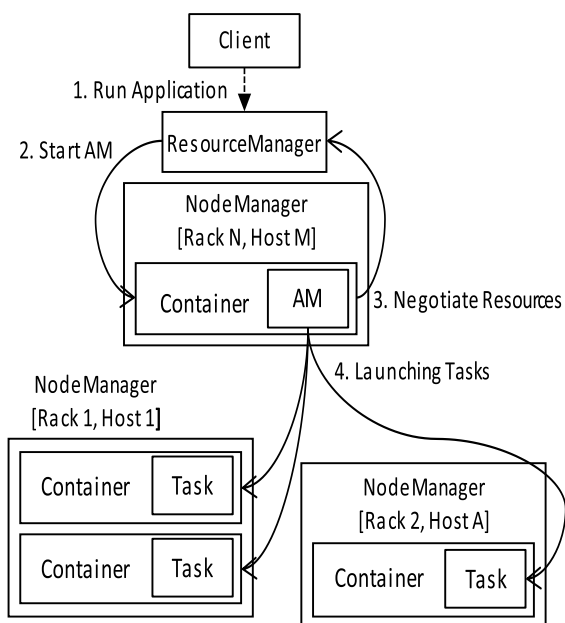 Client
1. Run Application
ResourceManager
2. Start AM
NodeManager
[Rack N, Host M]
Container
AM
3. Negotiate Resources
4. Launching Tasks
NodeManager
[Rack 1, Host 1]
Container
Task
Container
Task
NodeManager
[Rack 2, Host A]
Container
Task